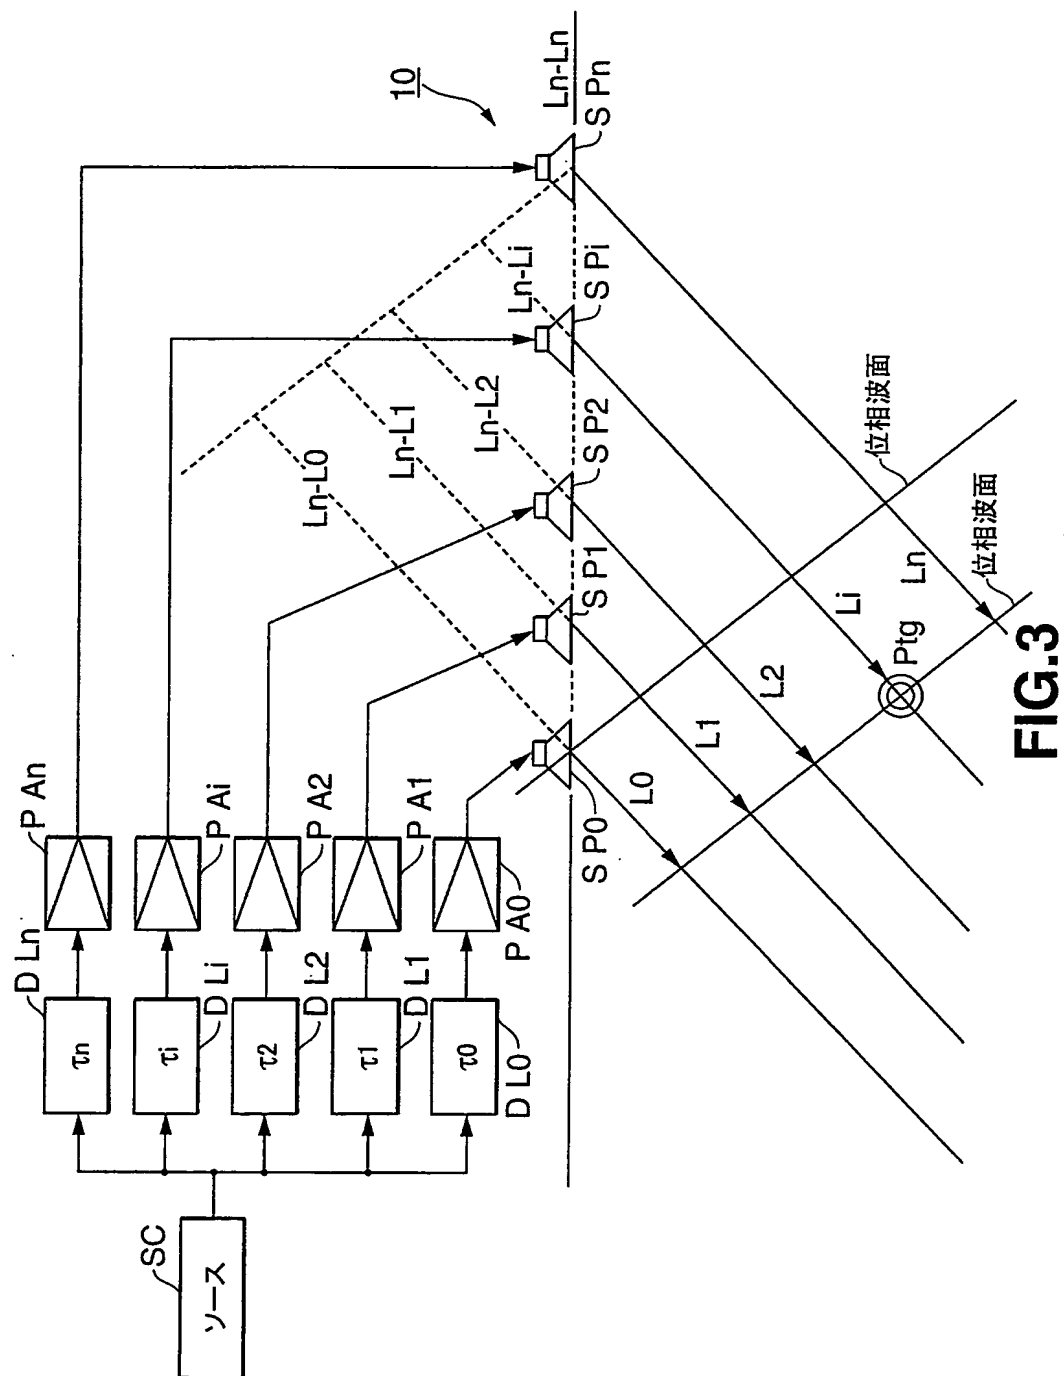 10
SC
ソース
τn
τi
τ2
τ1
τ0
D Ln
D Li
D L2
D L1
D L0
P An
P Ai
P A2
P A1
P A0
Ln-L0
Ln-L1
Ln-L2
Ln-Li
Ln-Ln
S P0
S P1
S P2
S Pi
S Pn
L0
L1
L2
Li
Ln
Ptg
位相波面
位相波面
FIG.3